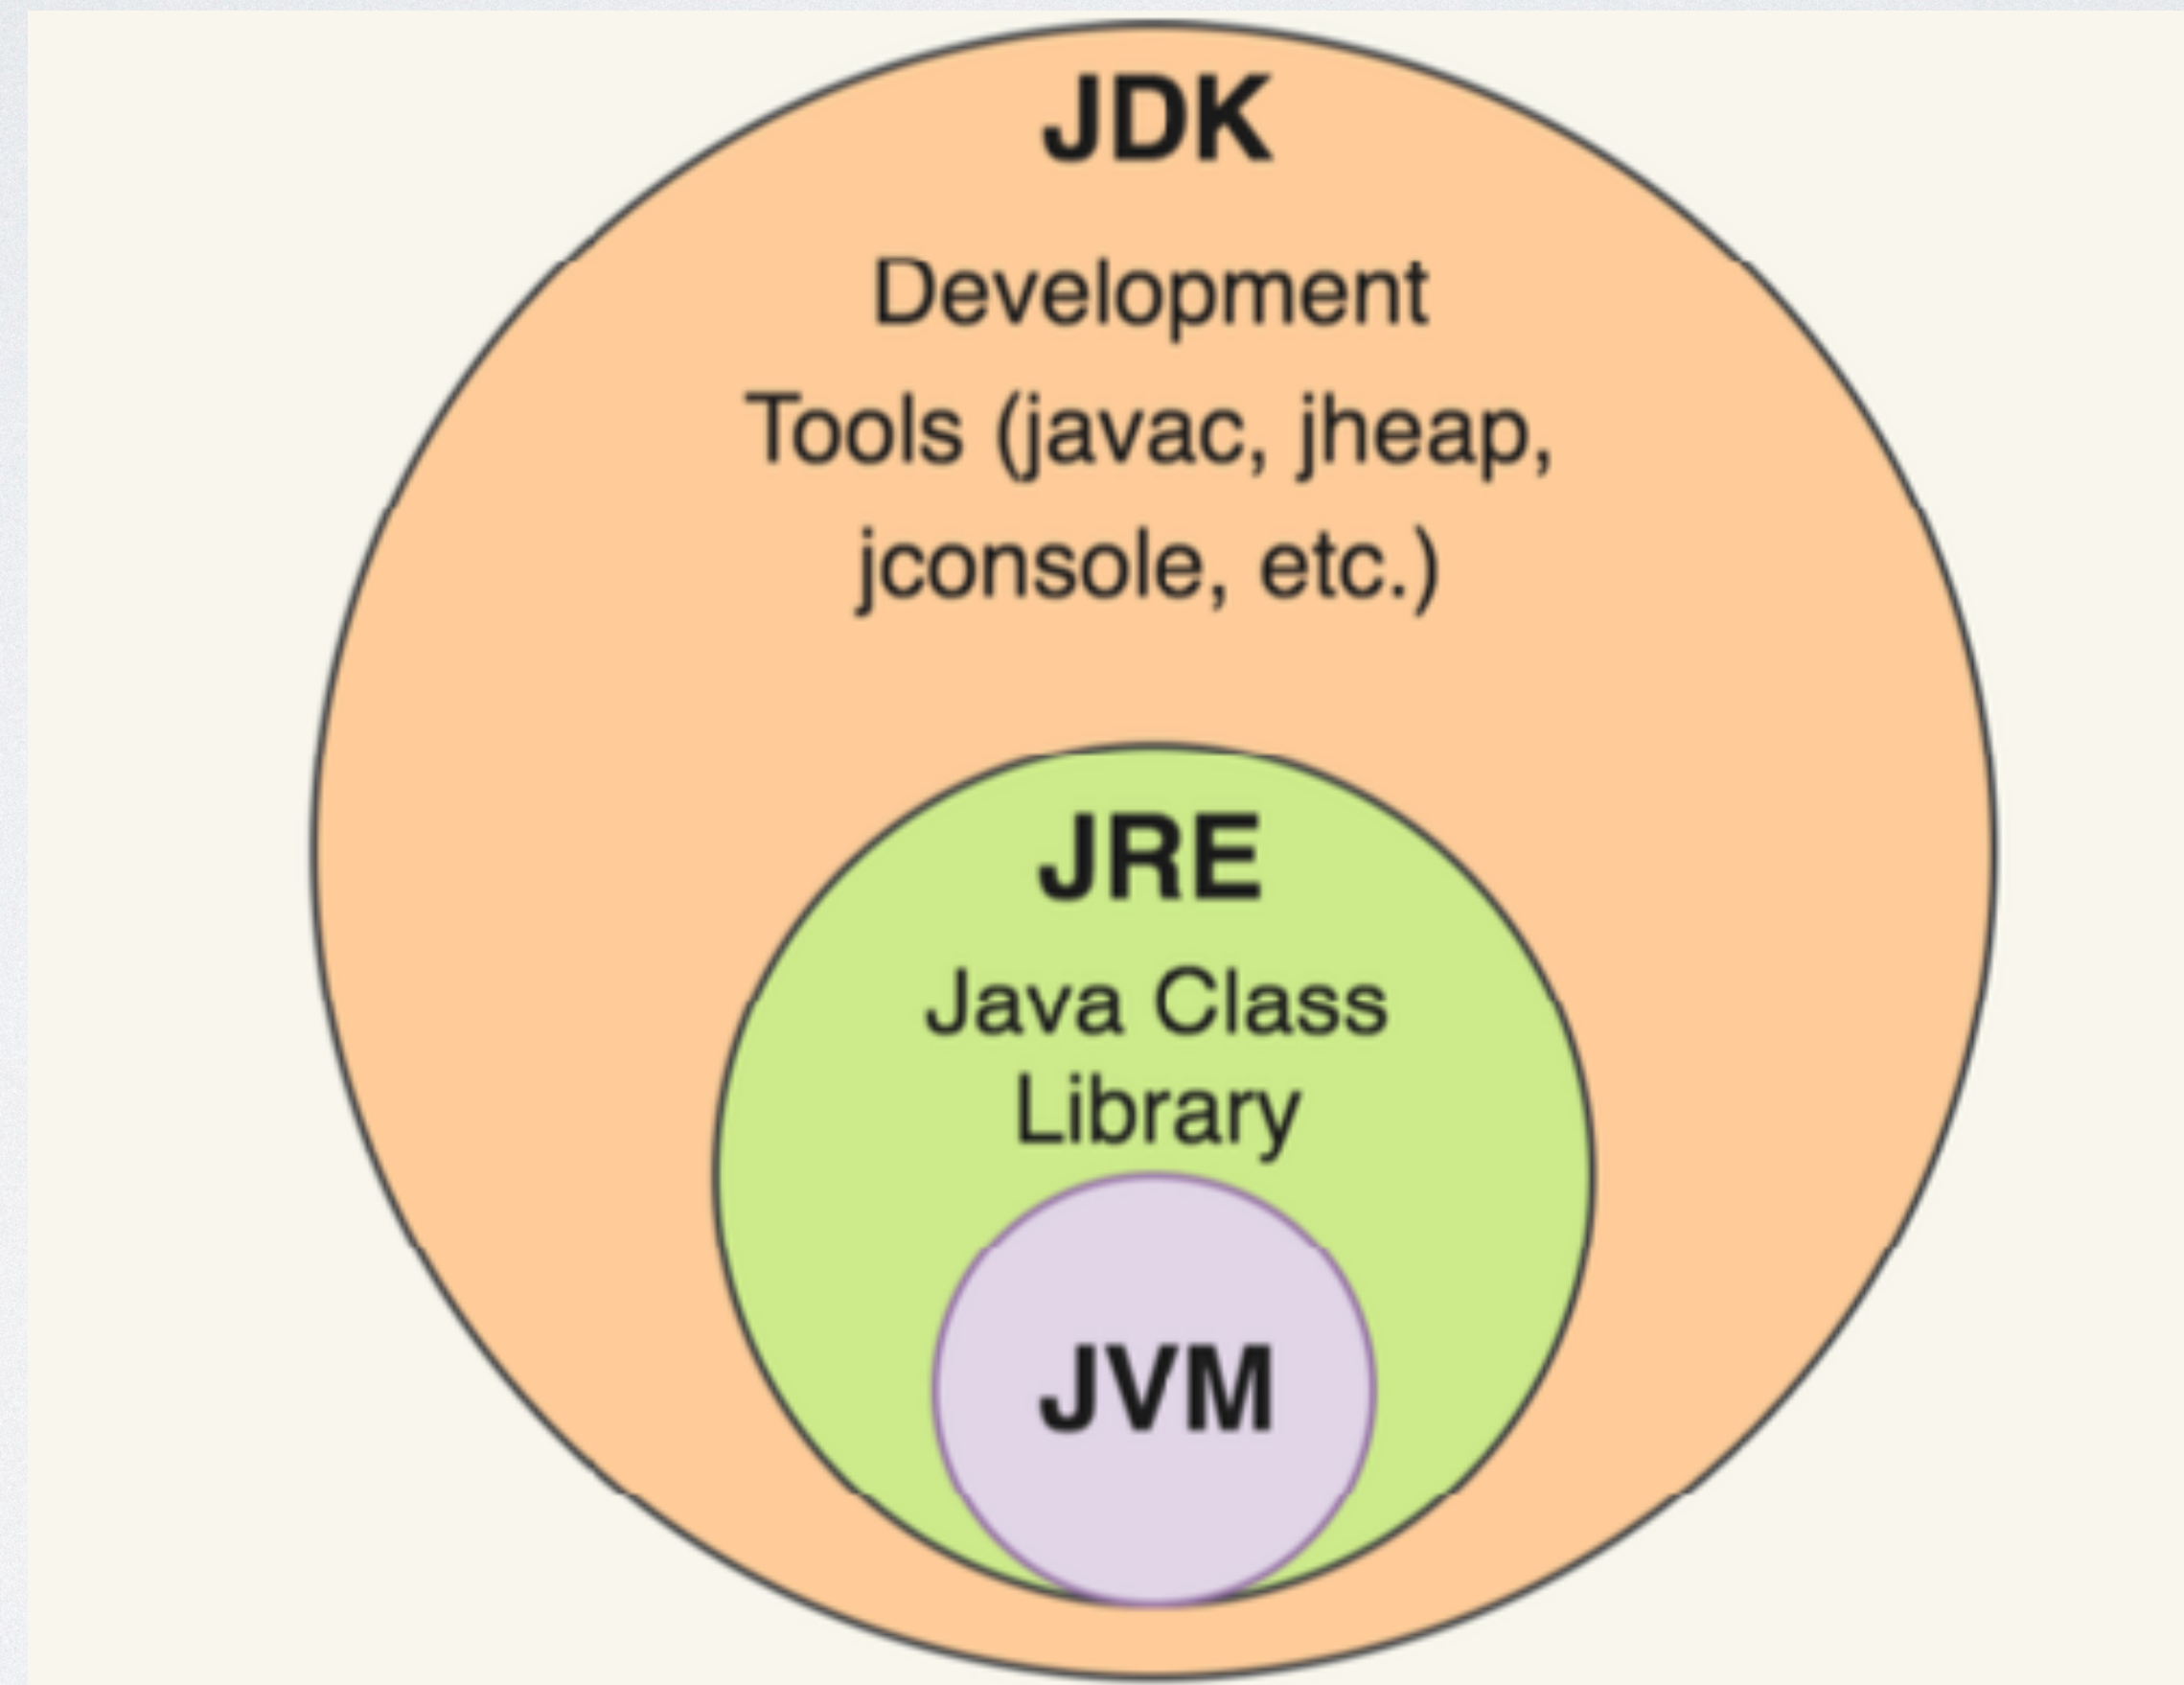 JDK
Development
Tools (javac, jheap,
jconsole, etc.)
JRE
Java Class
Library
JVM